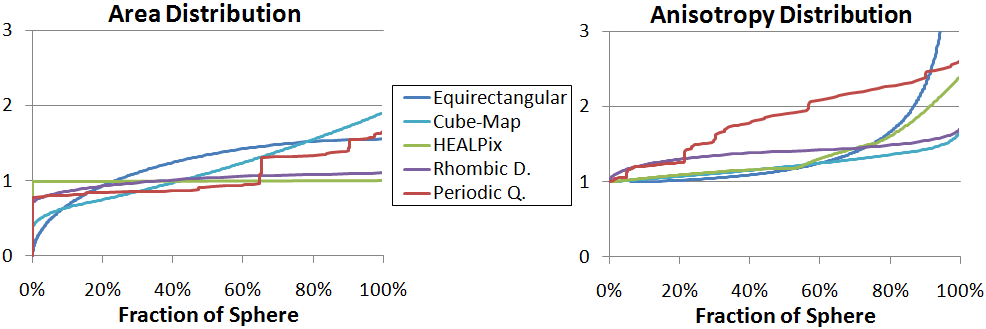 Area Distribution
3
2
1
0
0% 20% 40% 60% 80% 100%
Fraction of Sphere
Equirectangular
Cube-Map
HEALPix
Rhombic D.
Periodic Q.
Anisotropy Distribution
3
2
1
0
0% 20% 40% 60% 80% 100%
Fraction of Sphere